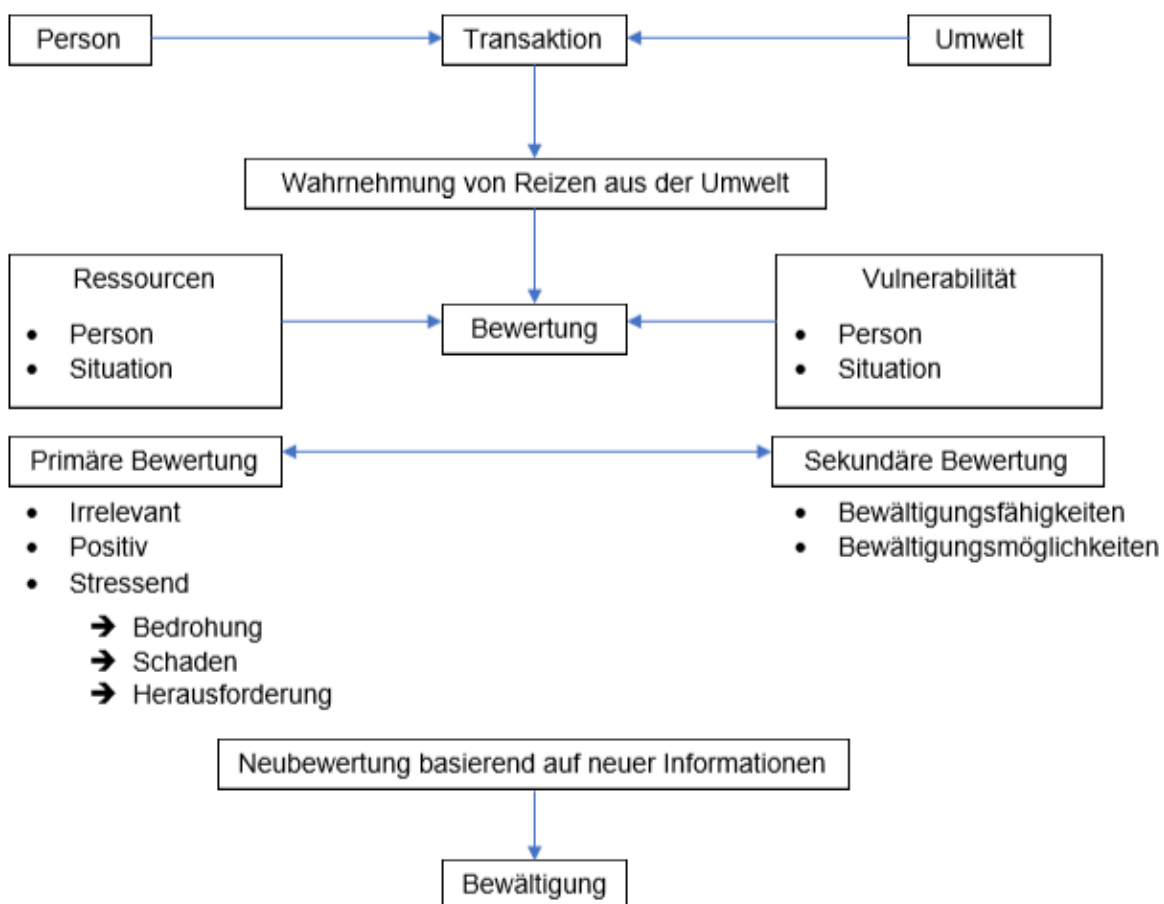 Person
Transaktion
Umwelt
Wahrnehmung von Reizen aus der Umwelt
Ressourcen
• Person
• Situation
Bewertung
Vulnerabilität
• Person
• Situation
Primäre Bewertung
• Irrelevant
• Positiv
• Stressend
➔ Bedrohung
➔ Schaden
➔ Herausforderung
Sekundäre Bewertung
• Bewältigungsfähigkeiten
• Bewältigungsmöglichkeiten
Neubewertung basierend auf neuer Informationen
Bewältigung